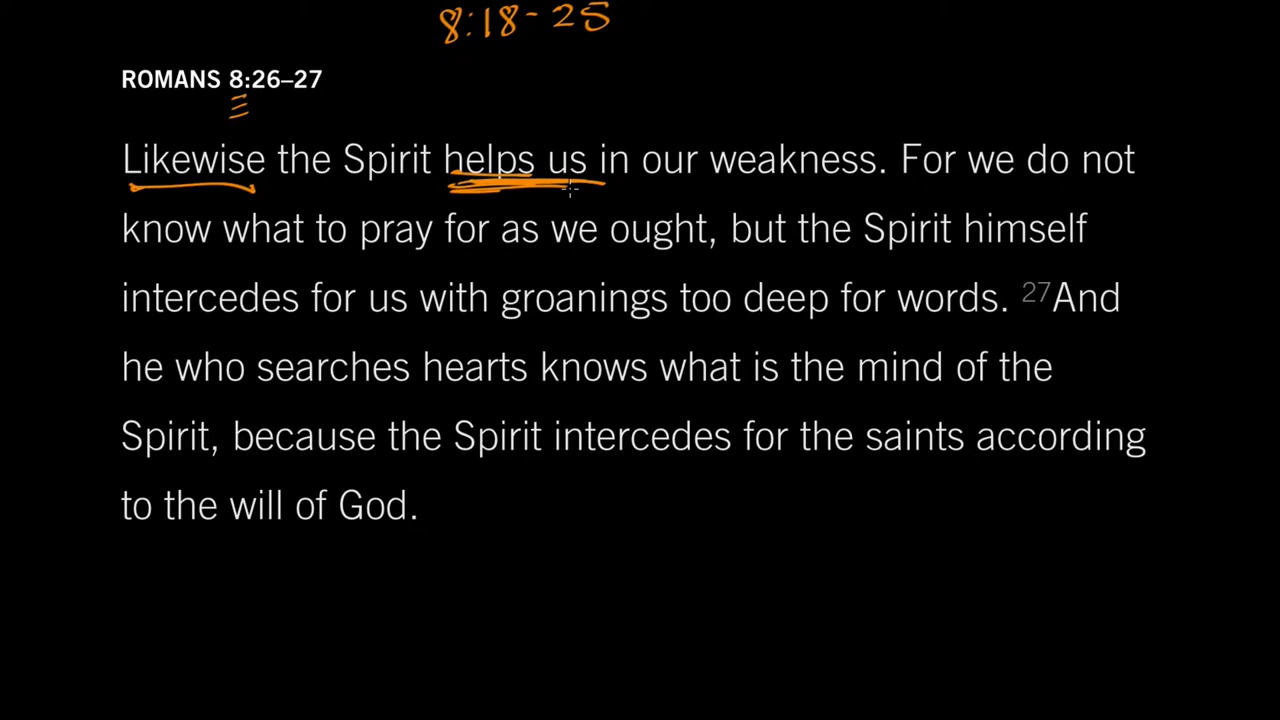 8:18-25
ROMANS 8:26–27
Likewise the Spirit helps us in our weakness. For we do not
know what to pray for as we ought, but the Spirit himself
intercedes for us with groanings too deep for words. 27And
he who searches hearts knows what is the mind of the
Spirit, because the Spirit intercedes for the saints according
to the will of God.